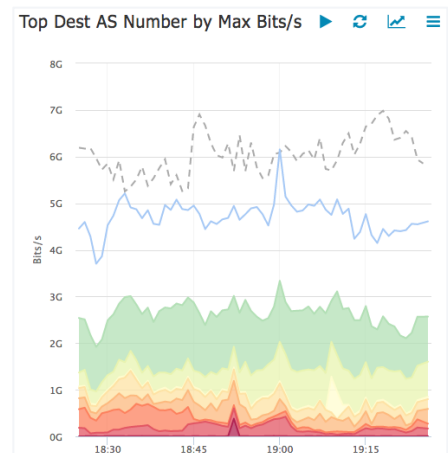 Top Dest AS Number by Max Bits/s
8G
7G
6G
5G
4G
3G
2G
1G
0G
Bits/s
18:30 18:45 19:00 19:15